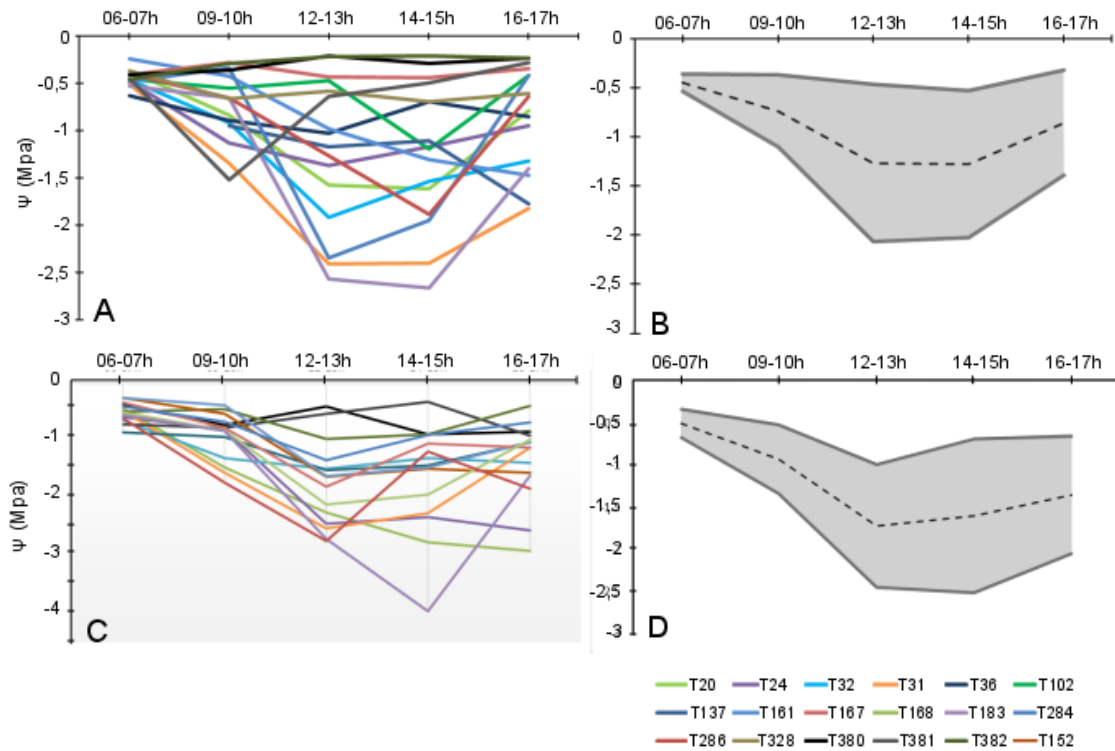 06-07h 09-10h 12-13h 14-15h 16-17h
0
-0,5
-1
-1,5
-2
-2,5
-3
Ψ (Mpa)
A
06-07h 09-10h 12-13h 14-15h 16-17h
0
-0,5
-1
-1,5
-2
-2,5
-3
B
06-07h 09-10h 12-13h 14-15h 16-17h
0
-1
-2
-3
-4
Ψ (Mpa)
C
06-07h 09-10h 12-13h 14-15h 16-17h
0
-0,5
-1
-1,5
-2
-2,5
-3
D
T20 T24 T32 T31 T36 T102
T137 T161 T167 T168 T183 T284
T286 T328 T380 T381 T382 T152